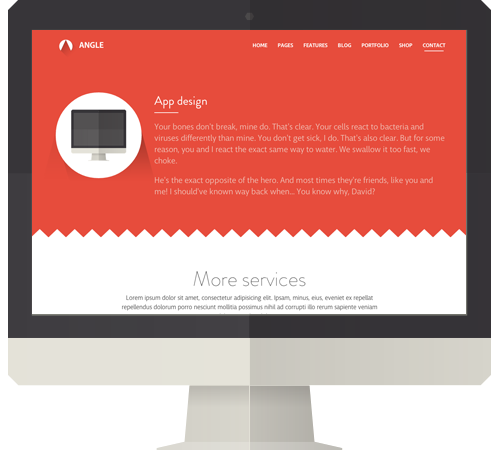 ANGLE
HOME PAGES FEATURES BLOG PORTFOLIO SHOP CONTACT
App design
Your bones don't break, mine do. That's clear. Your cells react to bacteria and
viruses differently than mine. You don't get sick, I do. That's also clear. But for some
reason, you and I react the exact same way to water. We swallow it too fast, we
choke.
He's the exact opposite of the hero. And most times they're friends, like you and
me! I should've known way back when... You know why, David?
More services
Lorem ipsum dolor sit amet, consectetur adipisicing elit. Ipsam, minus, eius, eveniet ex repellat
repellendus dolorum porro nesciunt mollitia possimus nihil ad corrupti illo rerum sapiente veniam